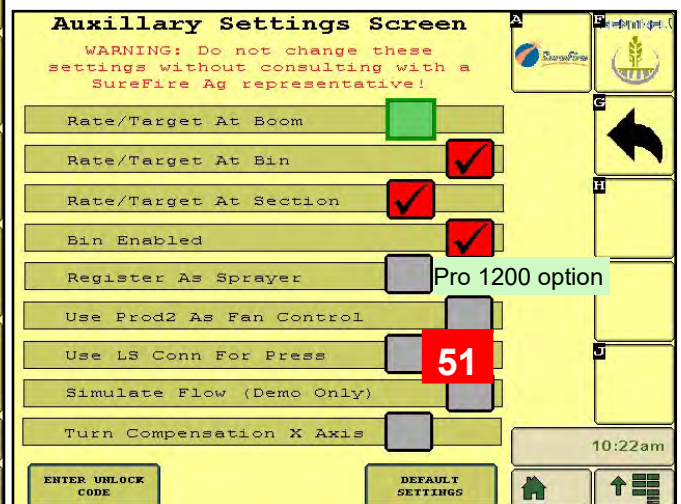 Auxillary Settings Screen
WARNING: Do not change these
settings without consulting with a
SureFire Ag representative!
Rate/Target At Boom
Rate/Target At Bin
Rate/Target At Section
Bin Enabled
Register As Sprayer
Pro 1200 option
Use Prod2 As Fan Control
Use LS Conn For Press
51
Simulate Flow (Demo Only)
Turn Compensation X Axis
ENTER UNLOCK
CODE
DEFAULT
SETTINGS
A
SureFire
F
G
H
J
10:22am